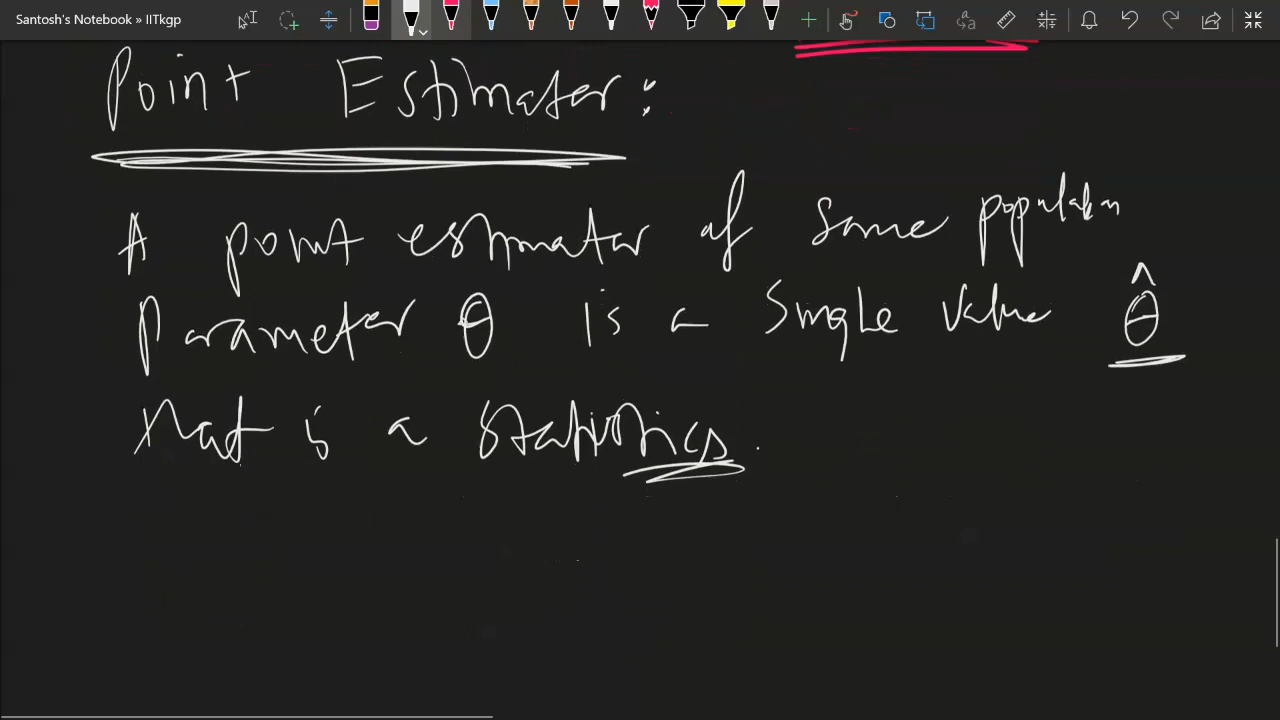 Santosh's Notebook » IITkgp
Point Estimator:
A point estimator of some population
parameter θ is a single value θ̂
that is a statistics.